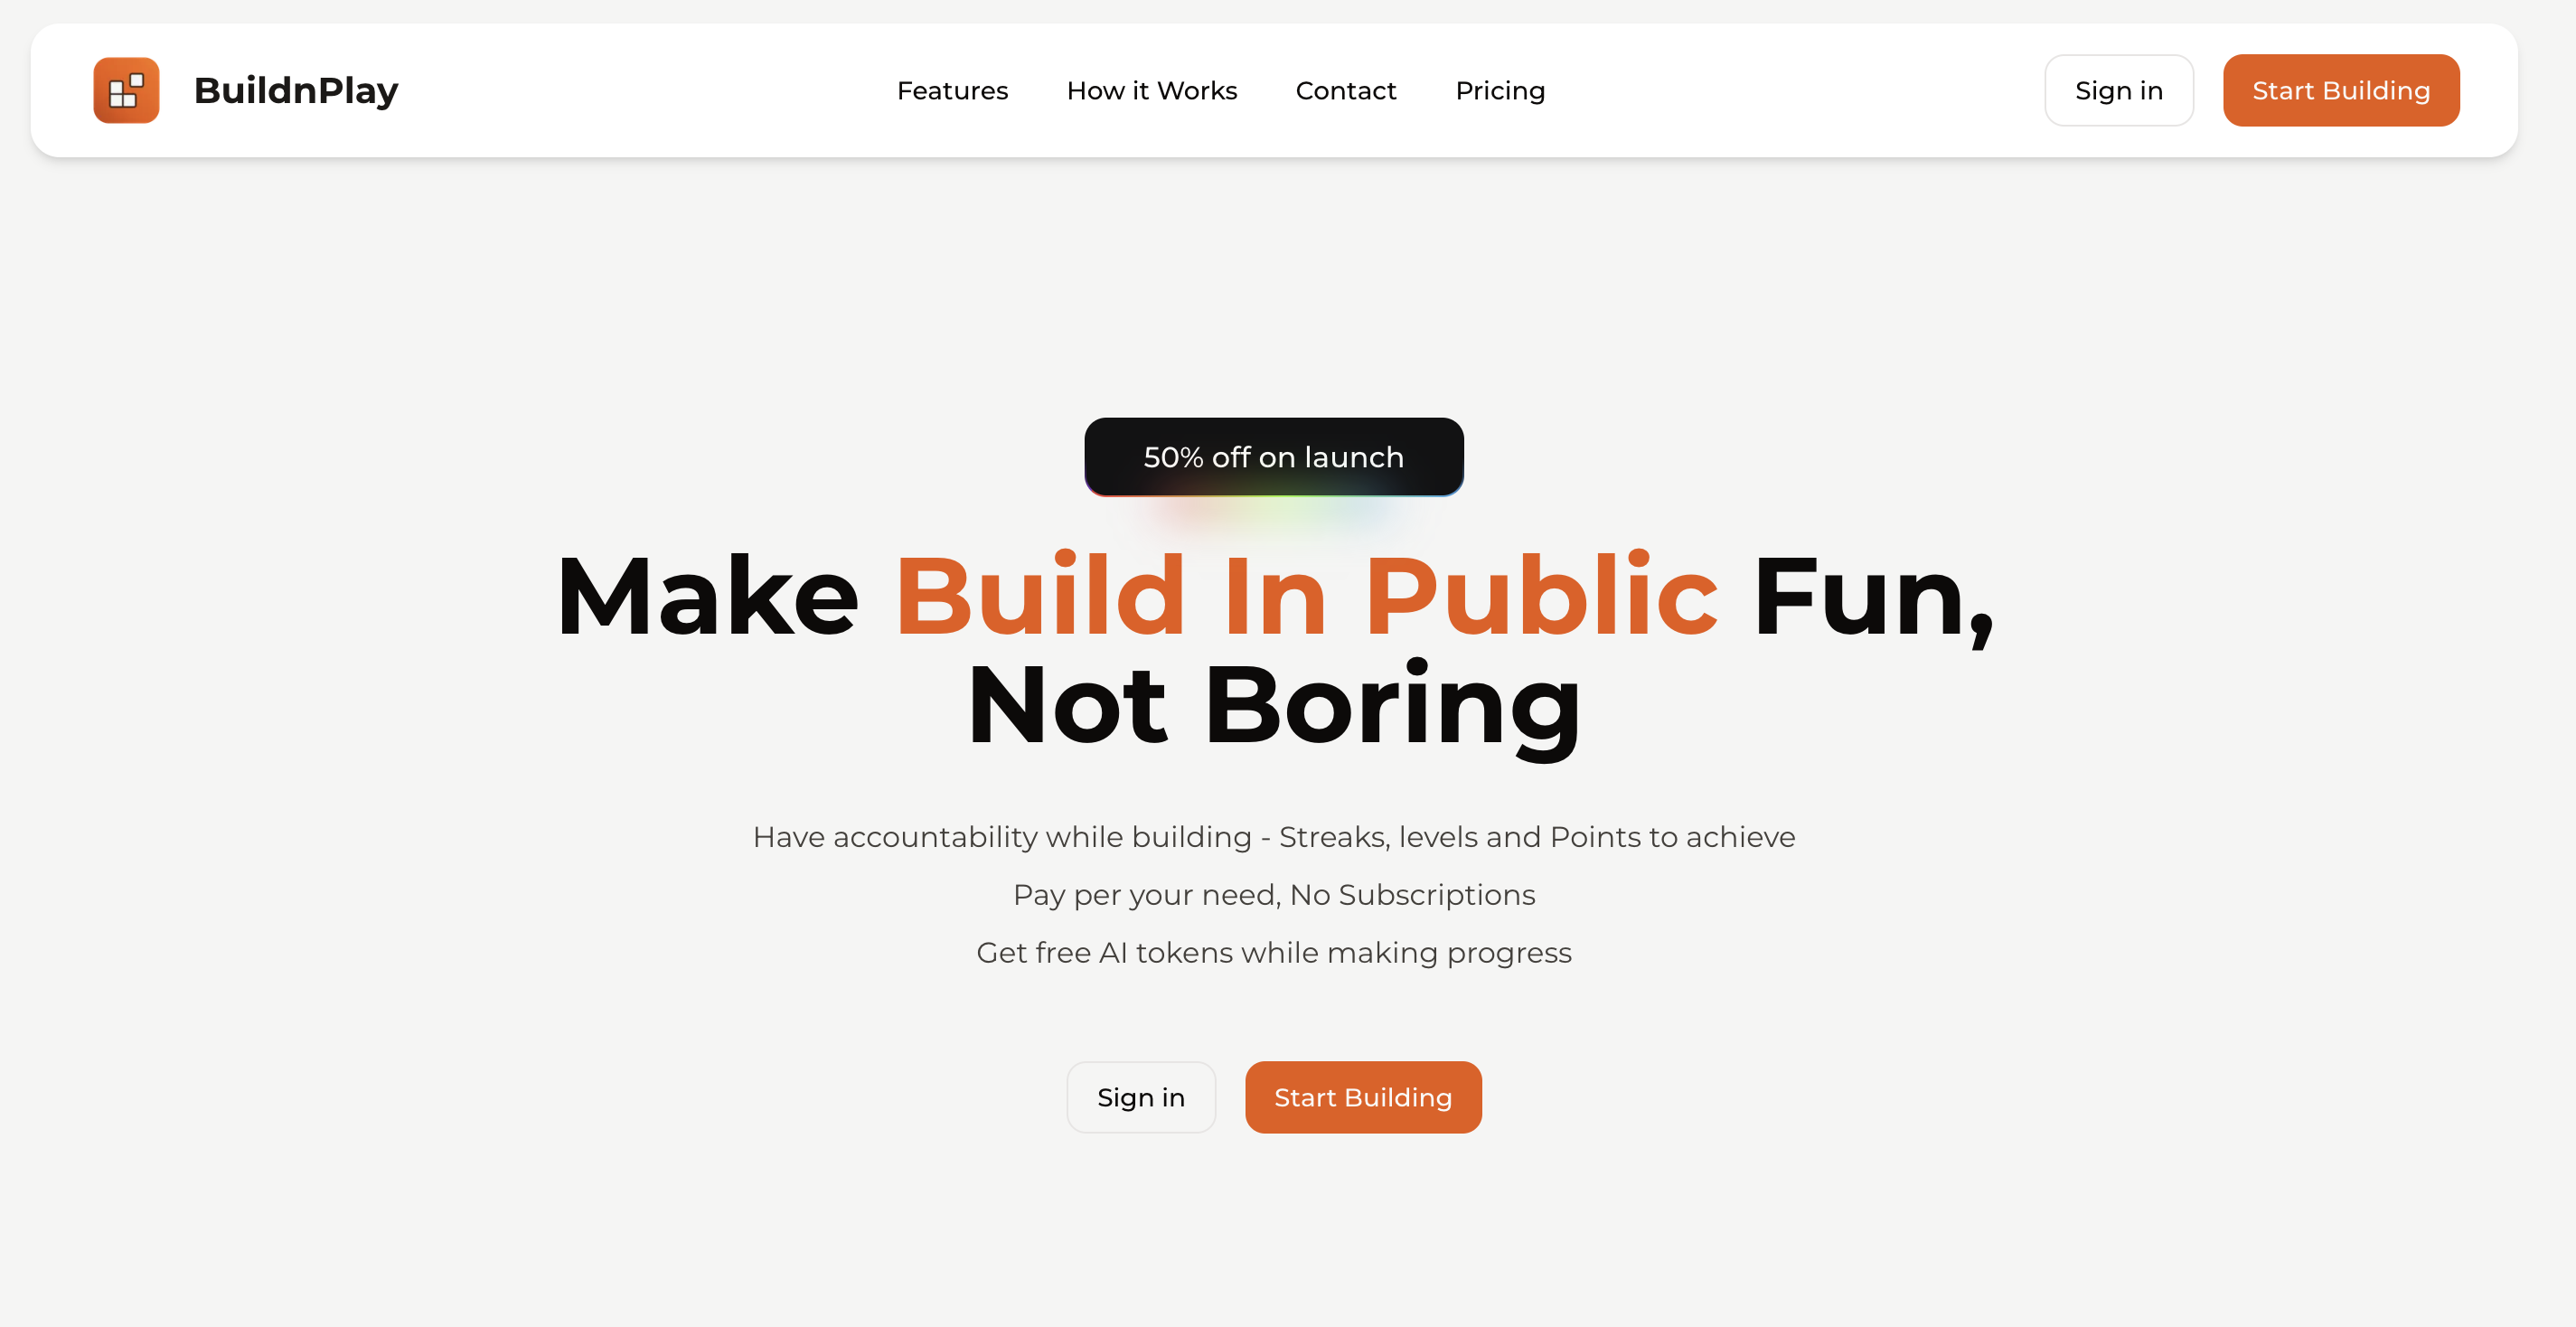 BuildnPlay
Features
How it Works
Contact
Pricing
Sign in
Start Building
50% off on launch
Make Build In Public Fun,
Not Boring
Have accountability while building - Streaks, levels and Points to achieve
Pay per your need, No Subscriptions
Get free AI tokens while making progress
Sign in
Start Building